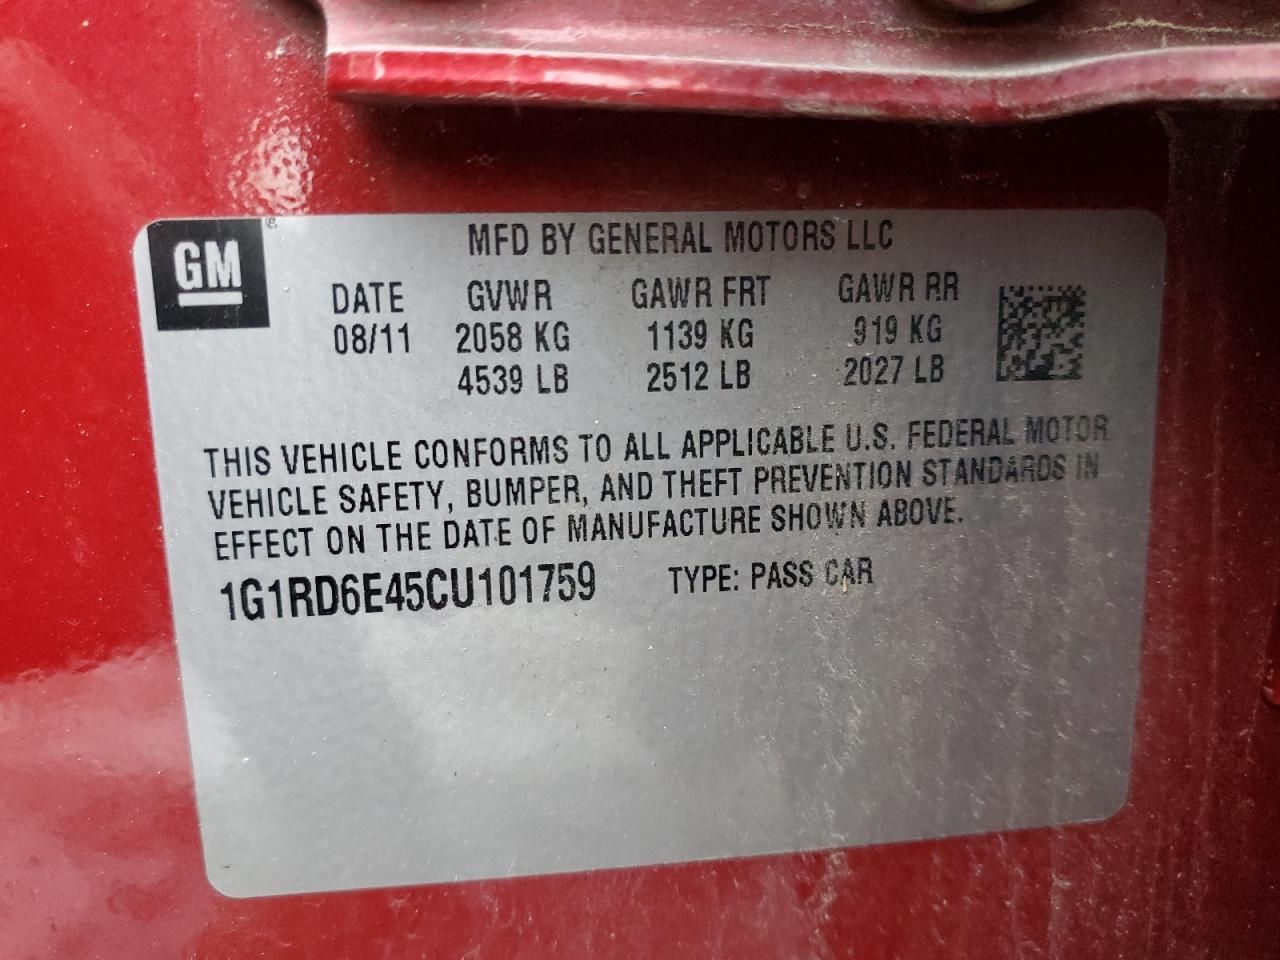 GM ®
MFD BY GENERAL MOTORS LLC
DATE GVWR GAWR FRT GAWR RR
08/11 2058 KG 1139 KG 919 KG
4539 LB 2512 LB 2027 LB
THIS VEHICLE CONFORMS TO ALL APPLICABLE U.S. FEDERAL MOTOR
VEHICLE SAFETY, BUMPER, AND THEFT PREVENTION STANDARDS IN
EFFECT ON THE DATE OF MANUFACTURE SHOWN ABOVE.
1G1RD6E45CU101759 TYPE: PASS CAR